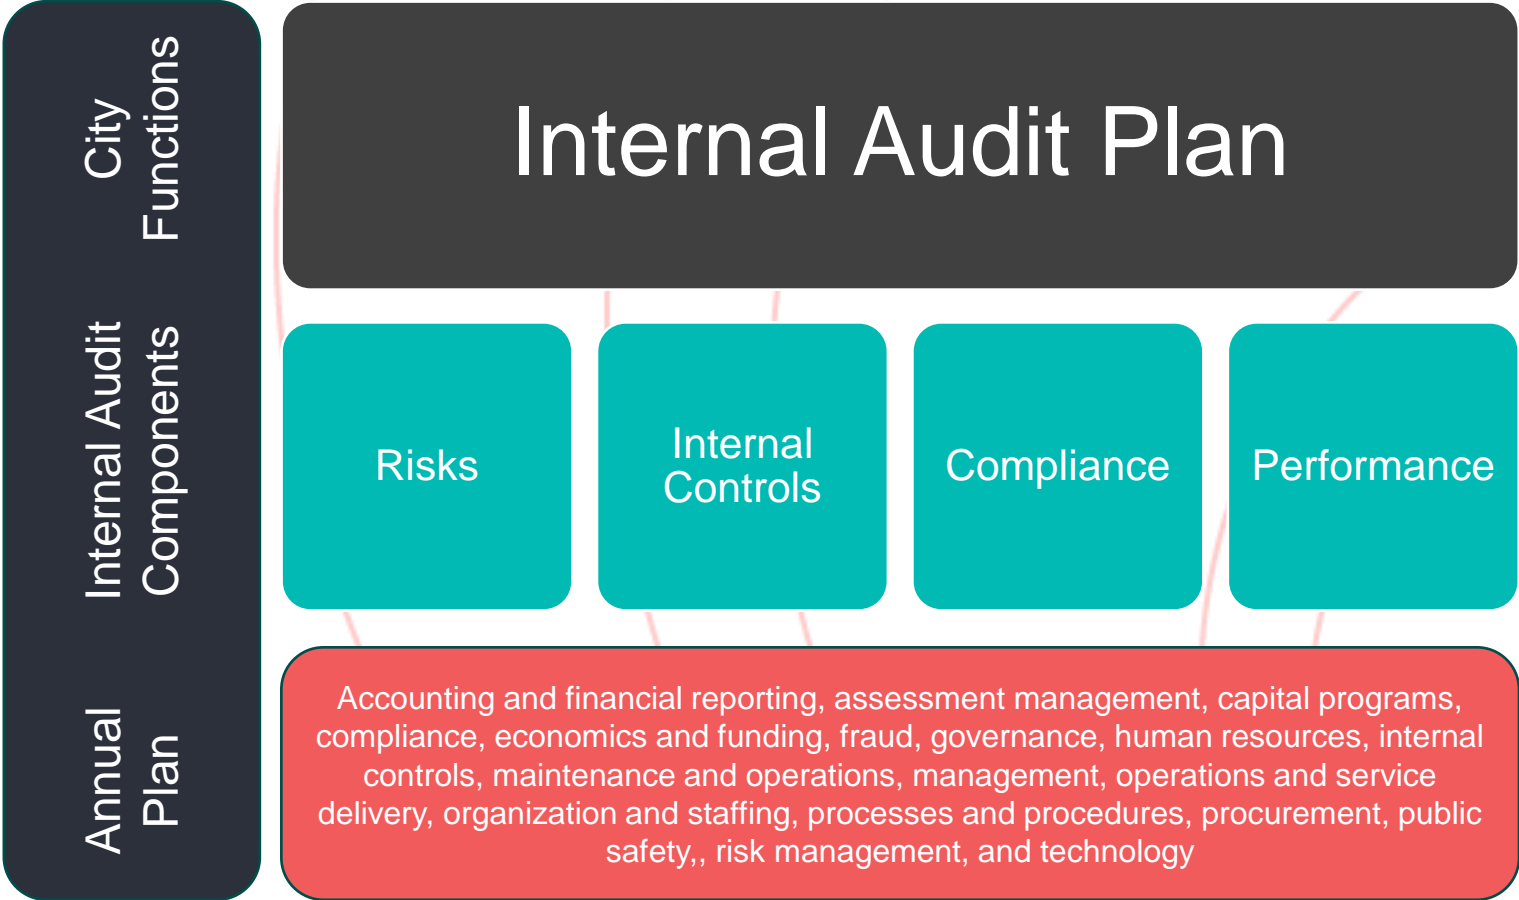 City
Functions
Internal Audit Plan
Internal Audit
Components
Risks
Internal
Controls
Compliance
Performance
Annual
Plan
Accounting and financial reporting, assessment management, capital programs,
compliance, economics and funding, fraud, governance, human resources, internal
controls, maintenance and operations, management, operations and service
delivery, organization and staffing, processes and procedures, procurement, public
safety,, risk management, and technology